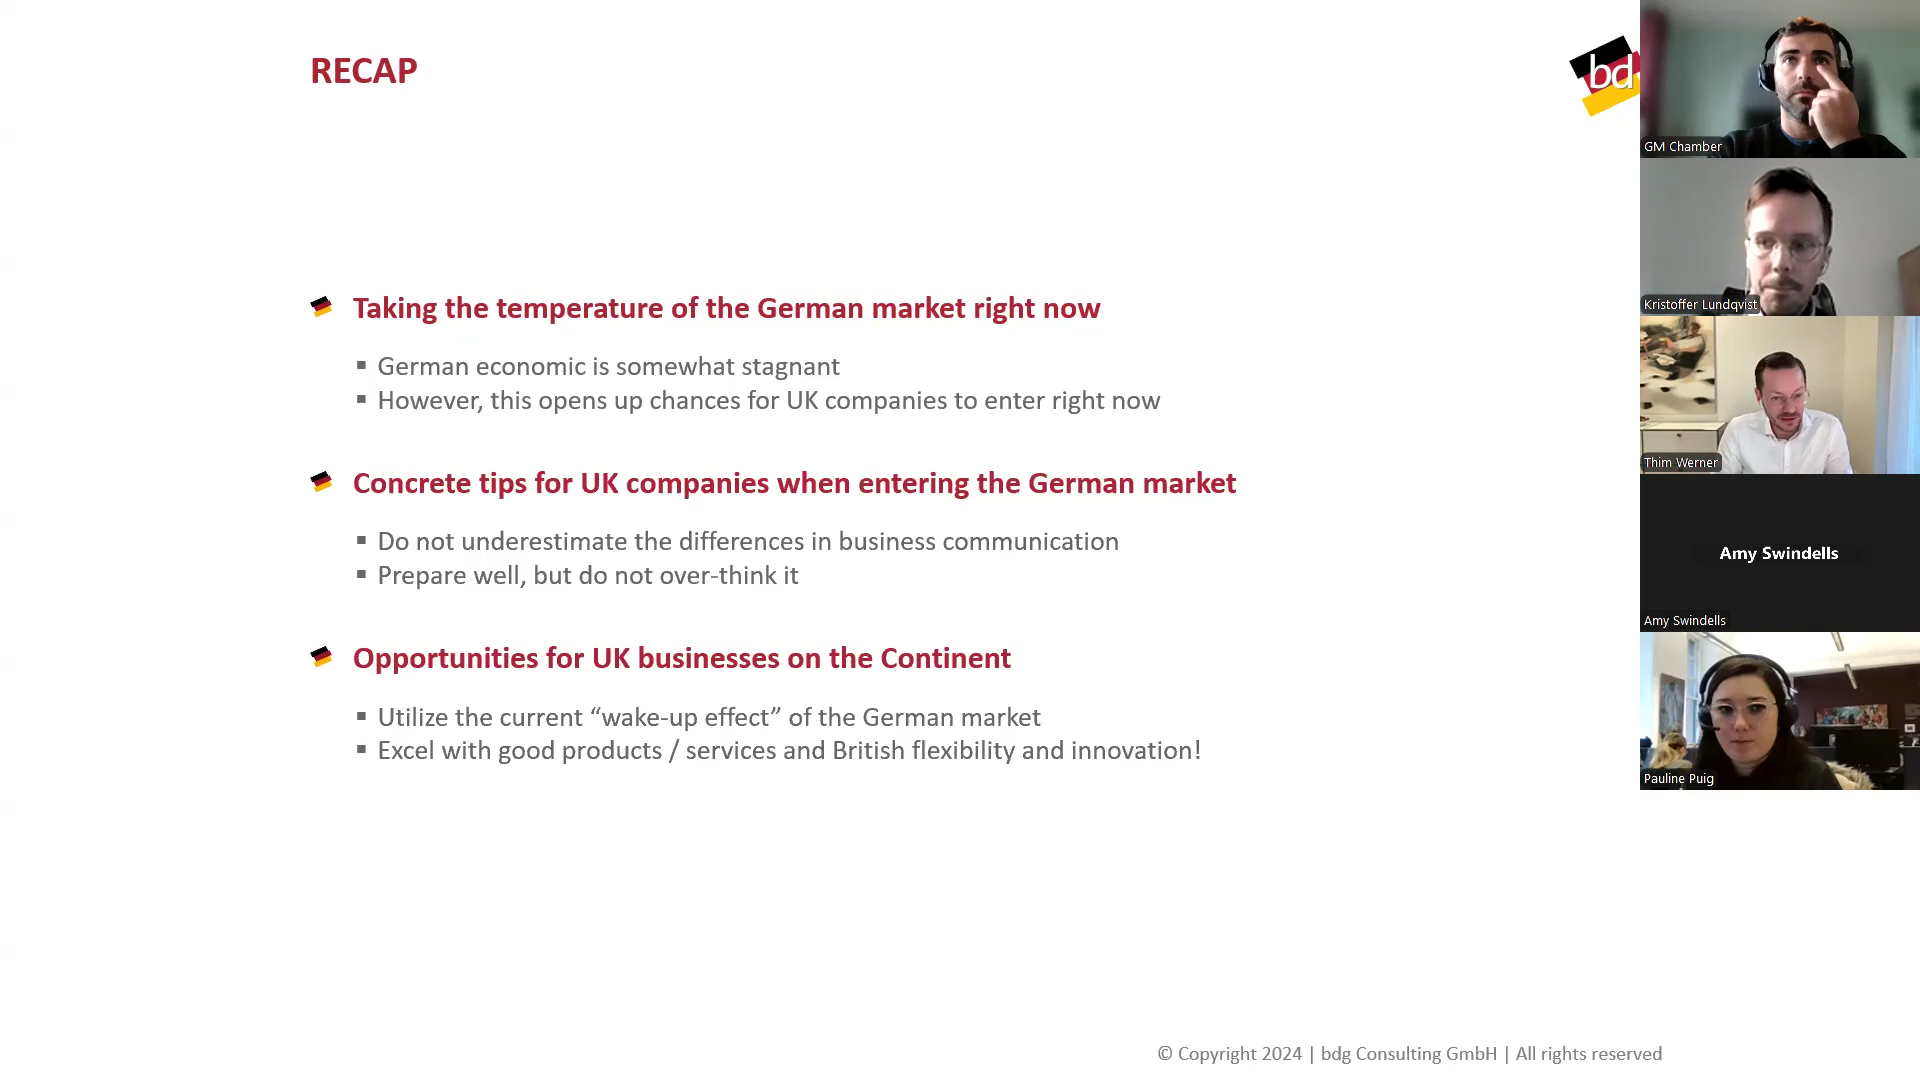 RECAP
bd
Taking the temperature of the German market right now
▪ German economic is somewhat stagnant
▪ However, this opens up chances for UK companies to enter right now
Concrete tips for UK companies when entering the German market
▪ Do not underestimate the differences in business communication
▪ Prepare well, but do not over-think it
Opportunities for UK businesses on the Continent
▪ Utilize the current “wake-up effect” of the German market
▪ Excel with good products / services and British flexibility and innovation!
© Copyright 2024 | bdg Consulting GmbH | All rights reserved
GM Chamber
Kristoffer Lundqvist
Thim Werner
Amy Swindells
Amy Swindells
Pauline Puig